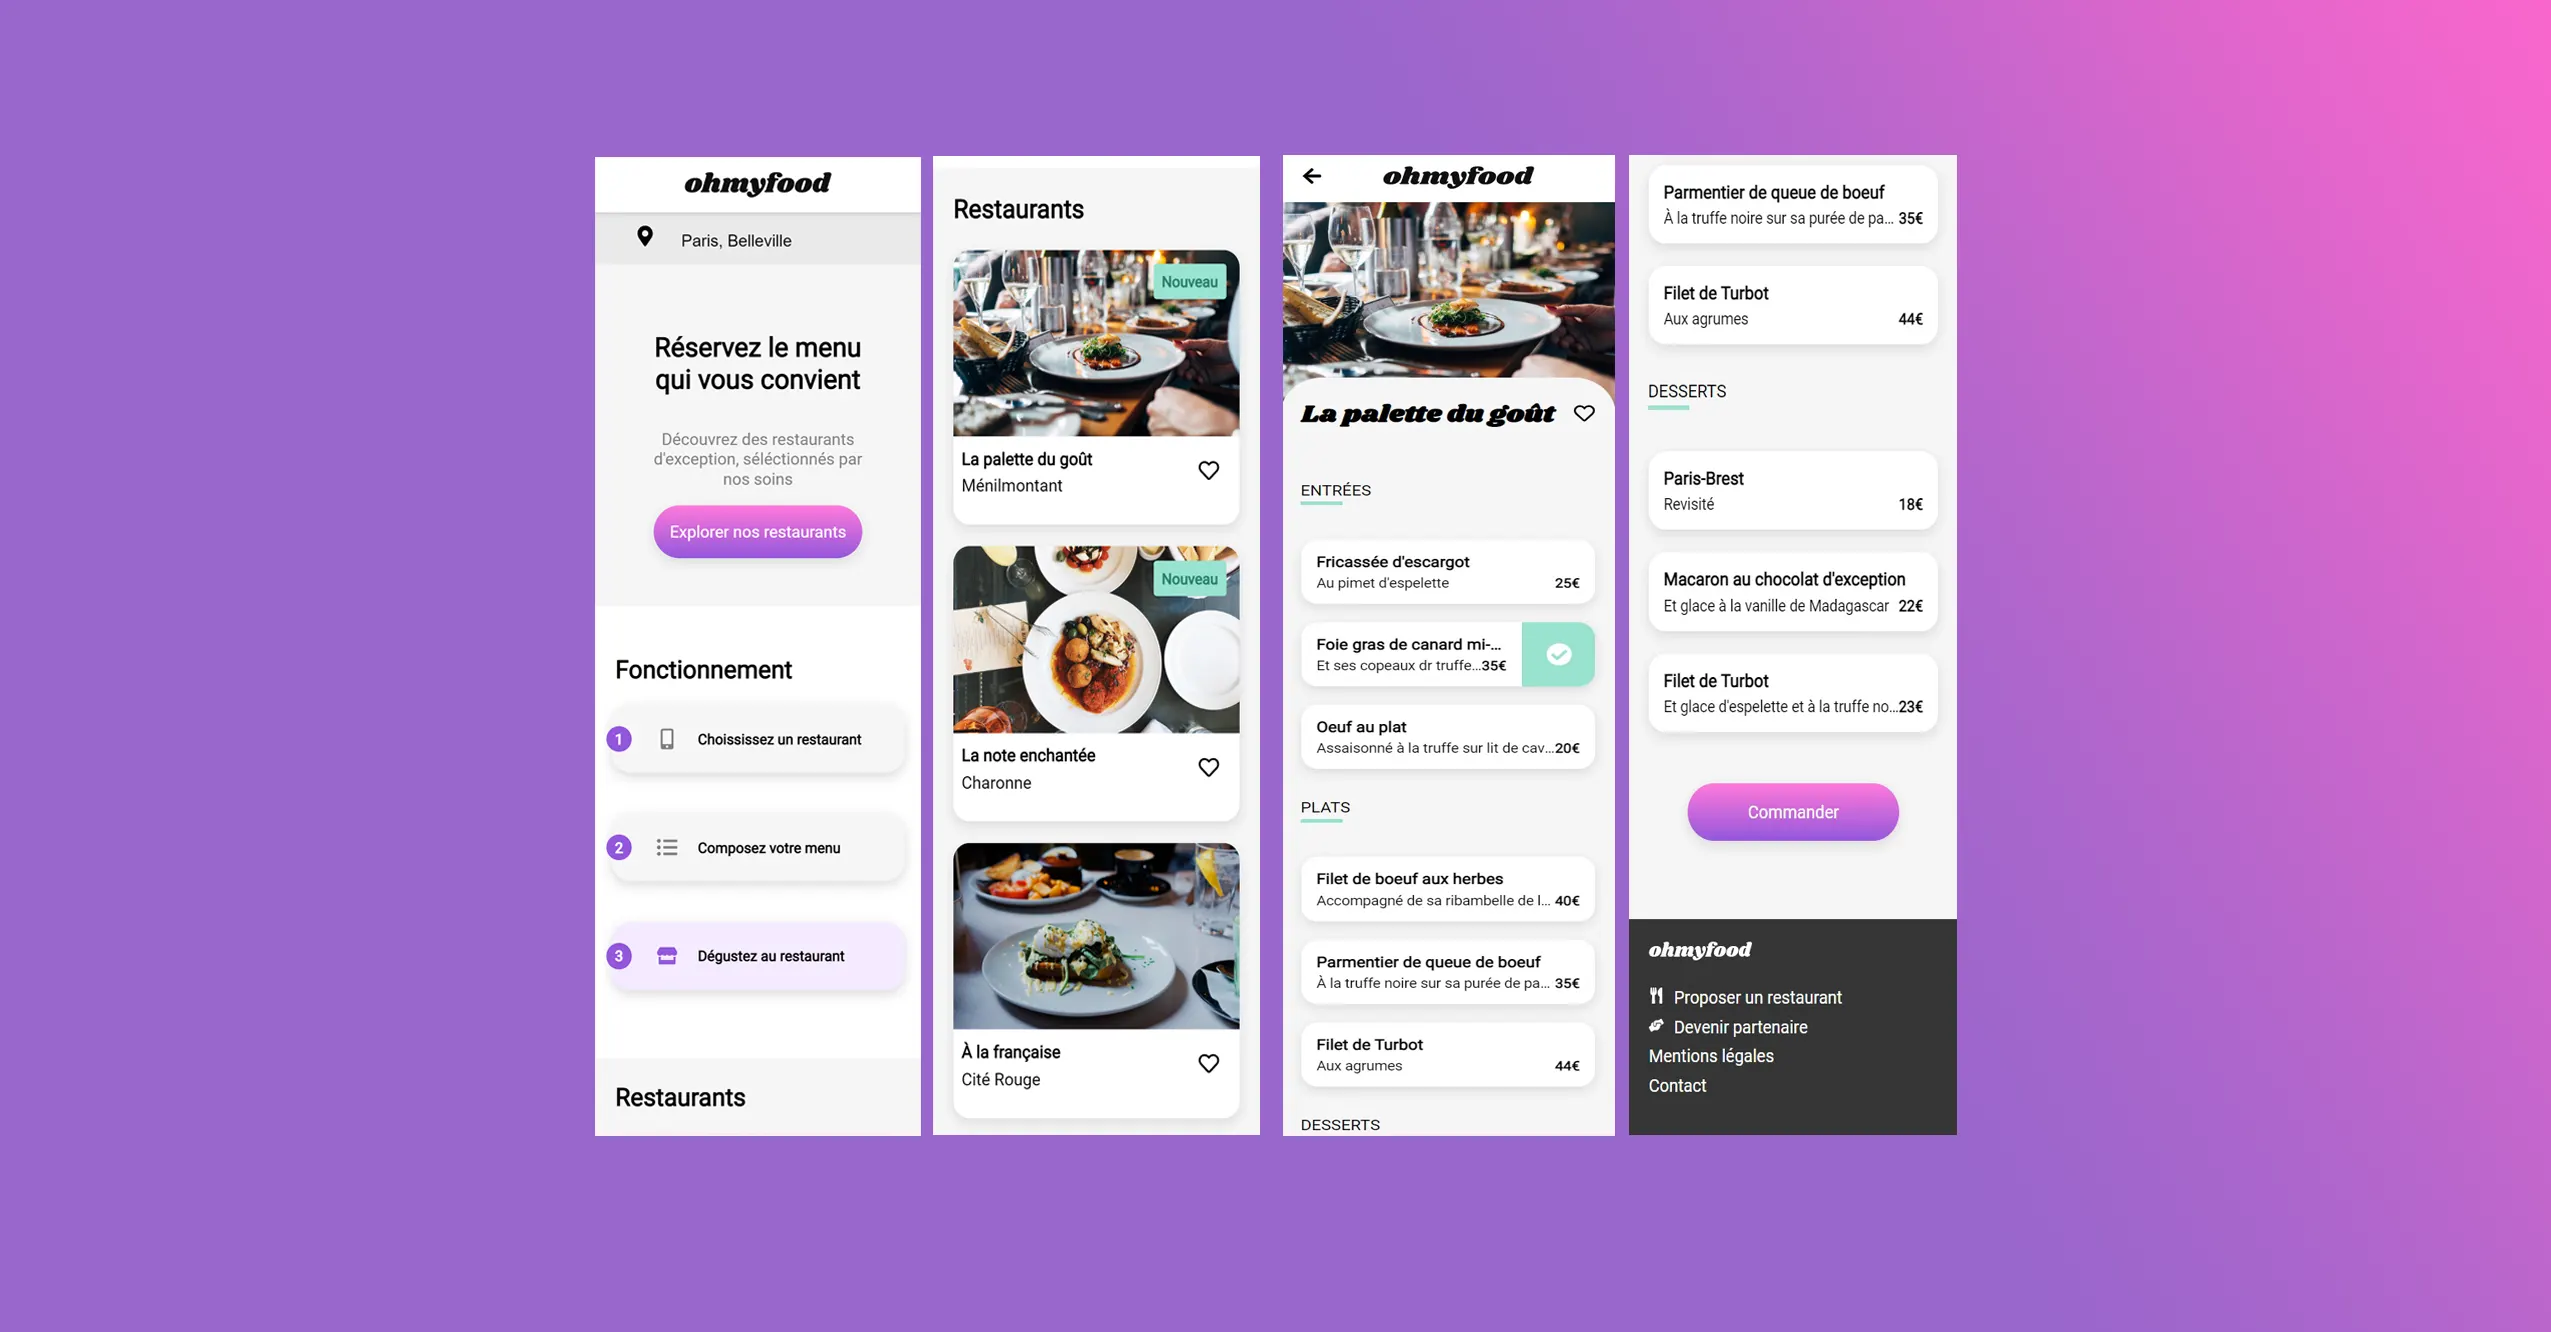 ohmyfood
Paris, Belleville
Réservez le menu
qui vous convient
Découvrez des restaurants
d'exception, séléctionnés par
nos soins
Explorer nos restaurants
Fonctionnement
1 Choississez un restaurant
2 Composez votre menu
3 Dégustez au restaurant
Restaurants
Restaurants
Nouveau
La palette du goût
Ménilmontant
Nouveau
La note enchantée
Charonne
À la française
Cité Rouge
ohmyfood
La palette du goût
ENTRÉES
Fricassée d'escargot
Au pimet d'espelette 25€
Foie gras de canard mi-...
Et ses copeaux dr truffe...35€
Oeuf au plat
Assaisonné à la truffe sur lit de cav...20€
PLATS
Filet de boeuf aux herbes
Accompagné de sa ribambelle de l... 40€
Parmentier de queue de boeuf
À la truffe noire sur sa purée de pa... 35€
Filet de Turbot
Aux agrumes 44€
DESSERTS
Parmentier de queue de boeuf
À la truffe noire sur sa purée de pa... 35€
Filet de Turbot
Aux agrumes 44€
DESSERTS
Paris-Brest
Revisité 18€
Macaron au chocolat d'exception
Et glace à la vanille de Madagascar 22€
Filet de Turbot
Et glace d'espelette et à la truffe no...23€
Commander
ohmyfood
Proposer un restaurant
Devenir partenaire
Mentions légales
Contact